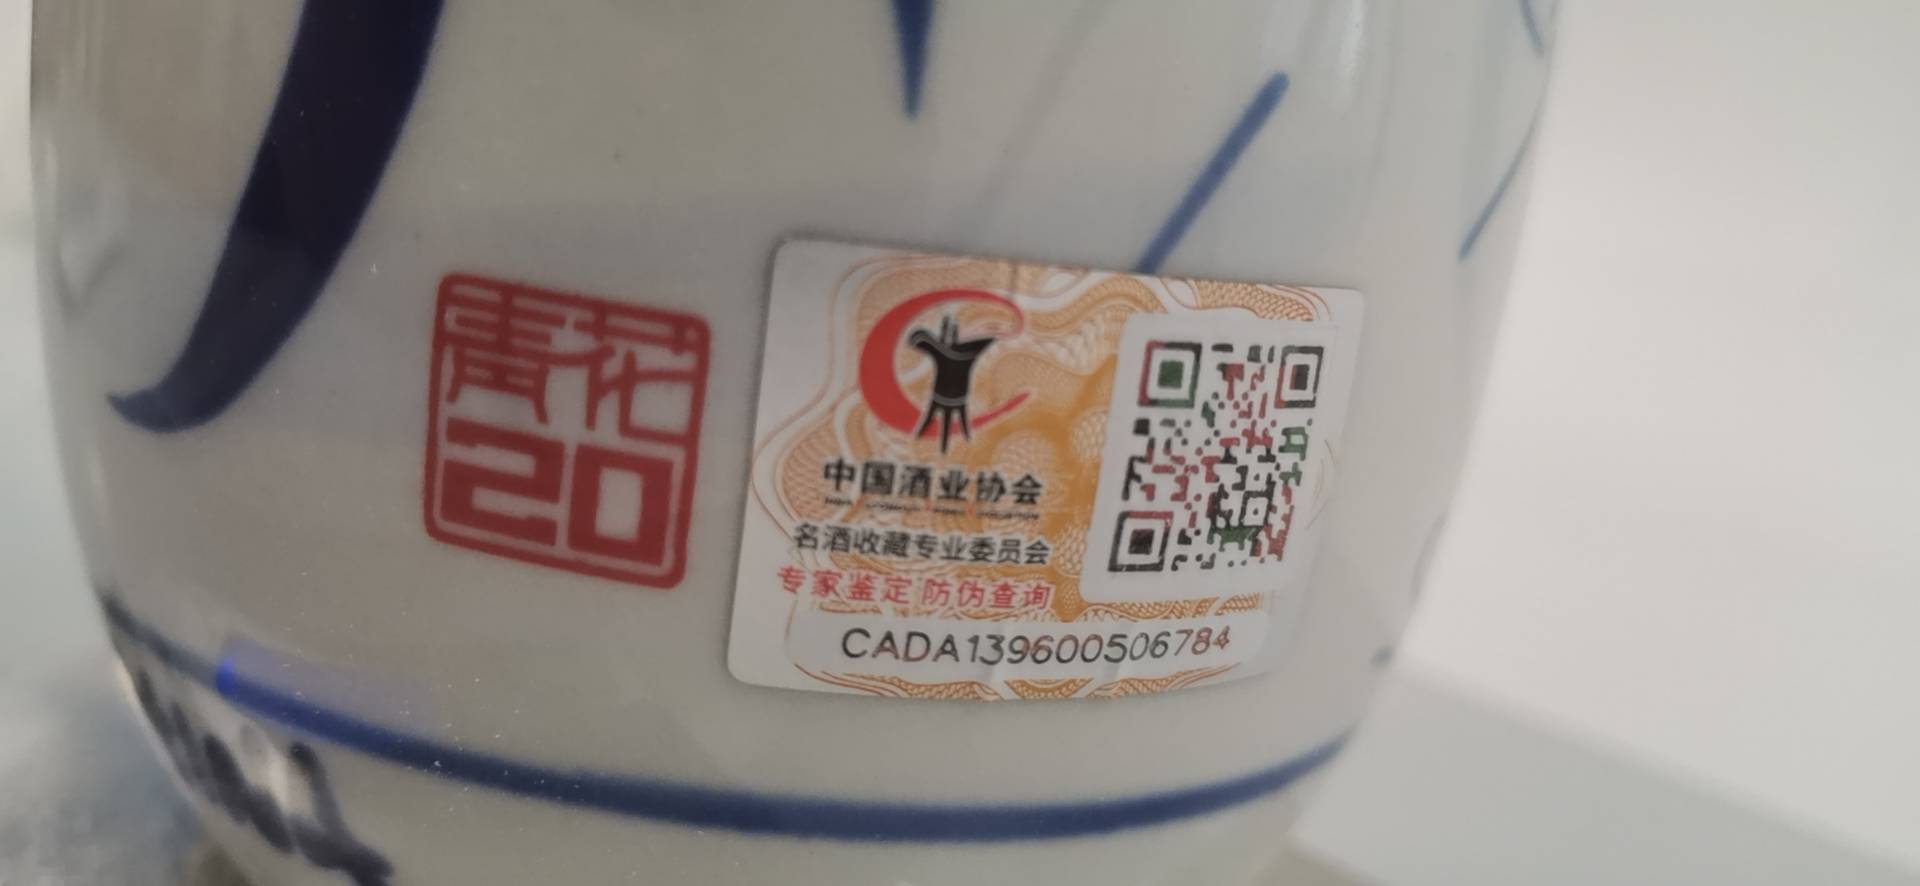 青花
20
中国酒业协会
名酒收藏专业委员会
专家鉴定 防伪查询
CADA139600506784